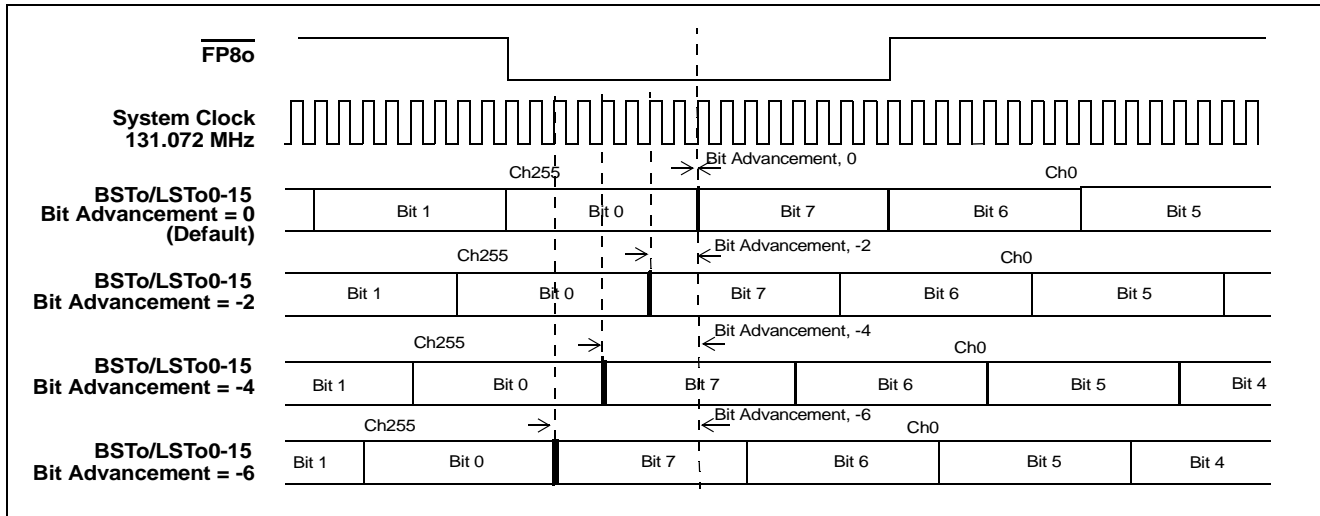 FP8o
System Clock
131.072 MHz
Bit Advancement, 0
Ch255
Ch0
BSTo/LSTo0-15
Bit Advancement = 0
(Default)
Bit 1
Bit 0
Bit 7
Bit 6
Bit 5
Bit Advancement, -2
Ch255
Ch0
BSTo/LSTo0-15
Bit Advancement = -2
Bit 1
Bit 0
Bit 7
Bit 6
Bit 5
Bit Advancement, -4
Ch255
Ch0
BSTo/LSTo0-15
Bit Advancement = -4
Bit 1
Bit 0
Bit 7
Bit 6
Bit 5
Bit 4
Bit Advancement, -6
Ch255
Ch0
BSTo/LSTo0-15
Bit Advancement = -6
Bit 1
Bit 0
Bit 7
Bit 6
Bit 5
Bit 4